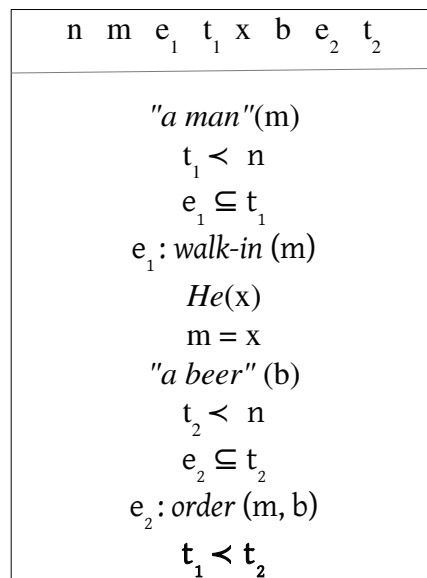 n m e₁ t₁ x b e₂ t₂
"a man"(m)
t₁ ≺ n
e₁ ⊆ t₁
e₁: walk-in (m)
He(x)
m = x
"a beer" (b)
t₂ ≺ n
e₂ ⊆ t₂
e₂: order (m, b)
t₁ ≺ t₂